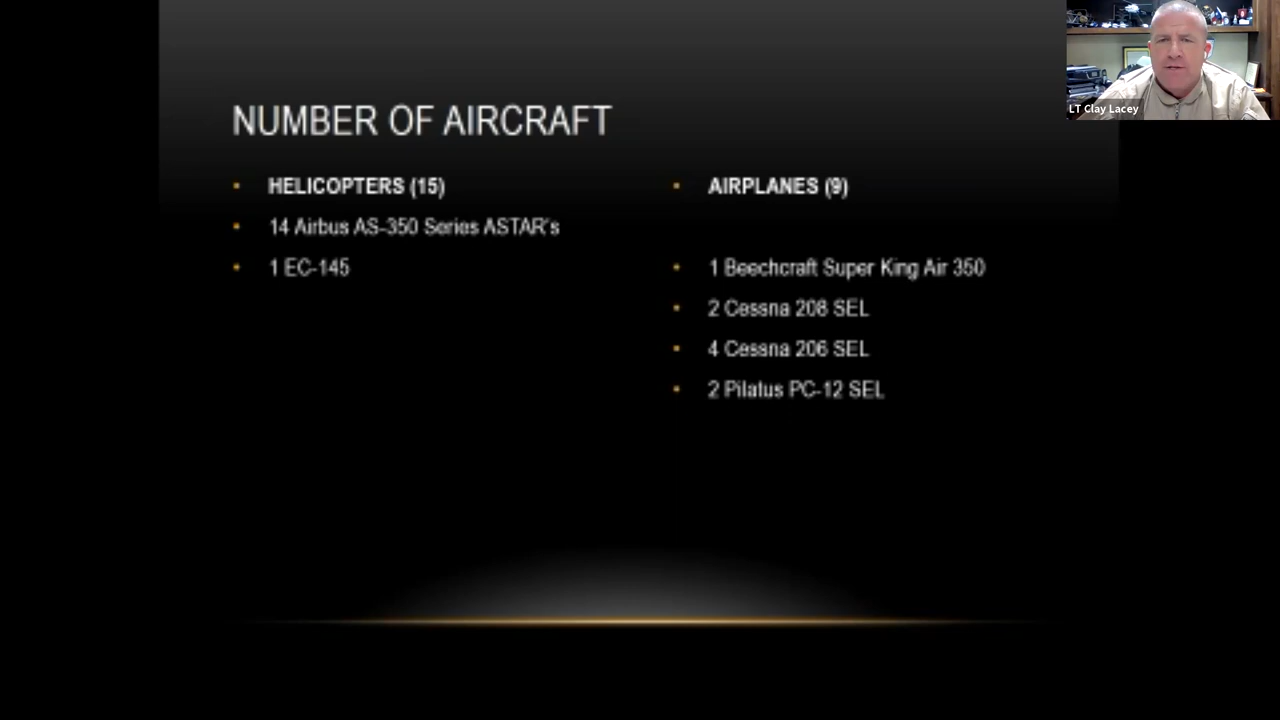 NUMBER OF AIRCRAFT
HELICOPTERS (15)
14 Airbus AS-350 Series ASTAR's
1 EC-145
AIRPLANES (9)
1 Beechcraft Super King Air 350
2 Cessna 208 SEL
4 Cessna 206 SEL
2 Pilatus PC-12 SEL
LT Clay Lacey